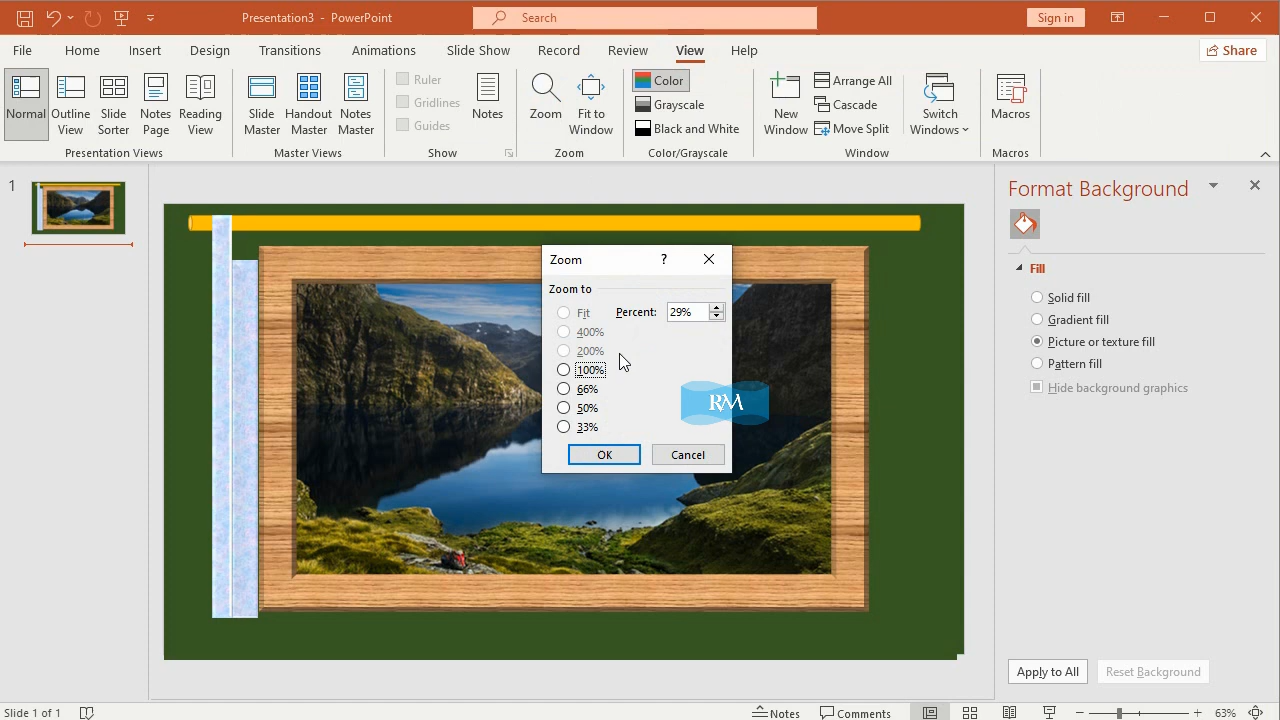 Presentation3 - PowerPoint
Search
Sign in
File
Home
Insert
Design
Transitions
Animations
Slide Show
Record
Review
View
Help
Share
Normal
Outline View
Slide Sorter
Notes Page
Reading View
Presentation Views
Slide Master
Handout Master
Notes Master
Master Views
Ruler
Gridlines
Guides
Notes
Show
Zoom
Fit to Window
Zoom
Color
Grayscale
Black and White
Color/Grayscale
New Window
Arrange All
Cascade
Move Split
Switch Windows
Window
Macros
Macros
1
Zoom
?
Zoom to
Fit
Percent: 29%
400%
200%
100%
66%
50%
33%
OK
Cancel
RM
Format Background
Fill
Solid fill
Gradient fill
Picture or texture fill
Pattern fill
Hide background graphics
Apply to All
Reset Background
Slide 1 of 1
Notes
Comments
63%